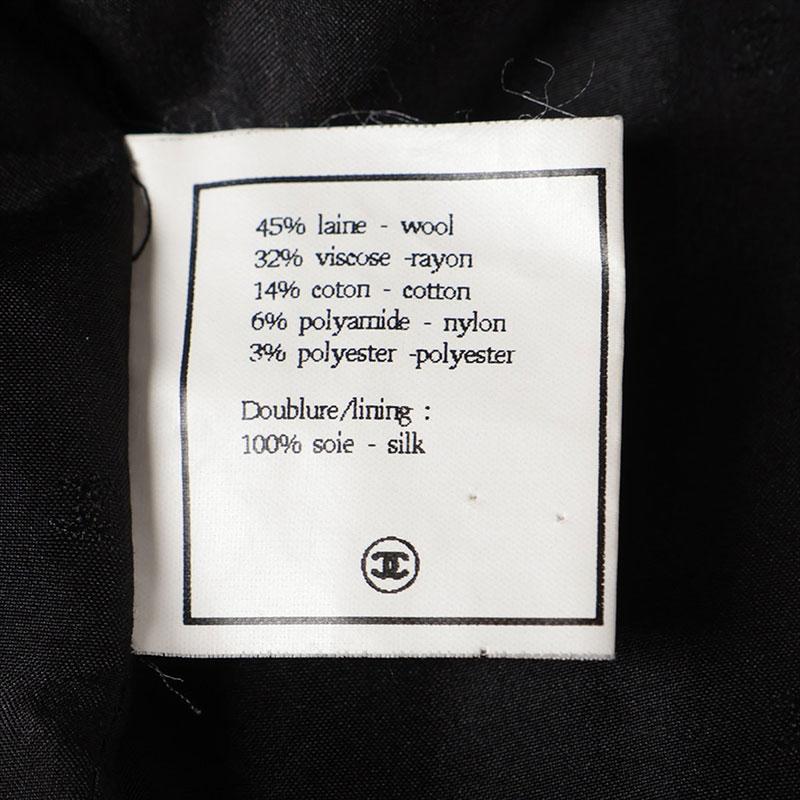 45% laine - wool
32% viscose -rayon
14% coton - cotton
6% polyamide - nylon
3% polyester -polyester
Doublure/lining :
100% soie - silk